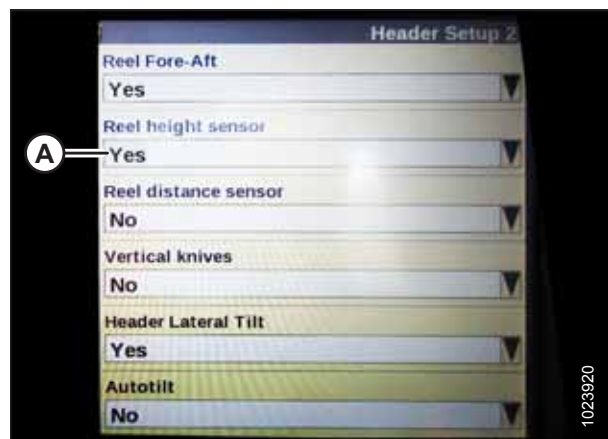 Header Setup 2
Reel Fore-Aft
Yes
Reel height sensor
A
Yes
Reel distance sensor
No
Vertical knives
No
Header Lateral Tilt
Yes
Autotilt
No
1023920